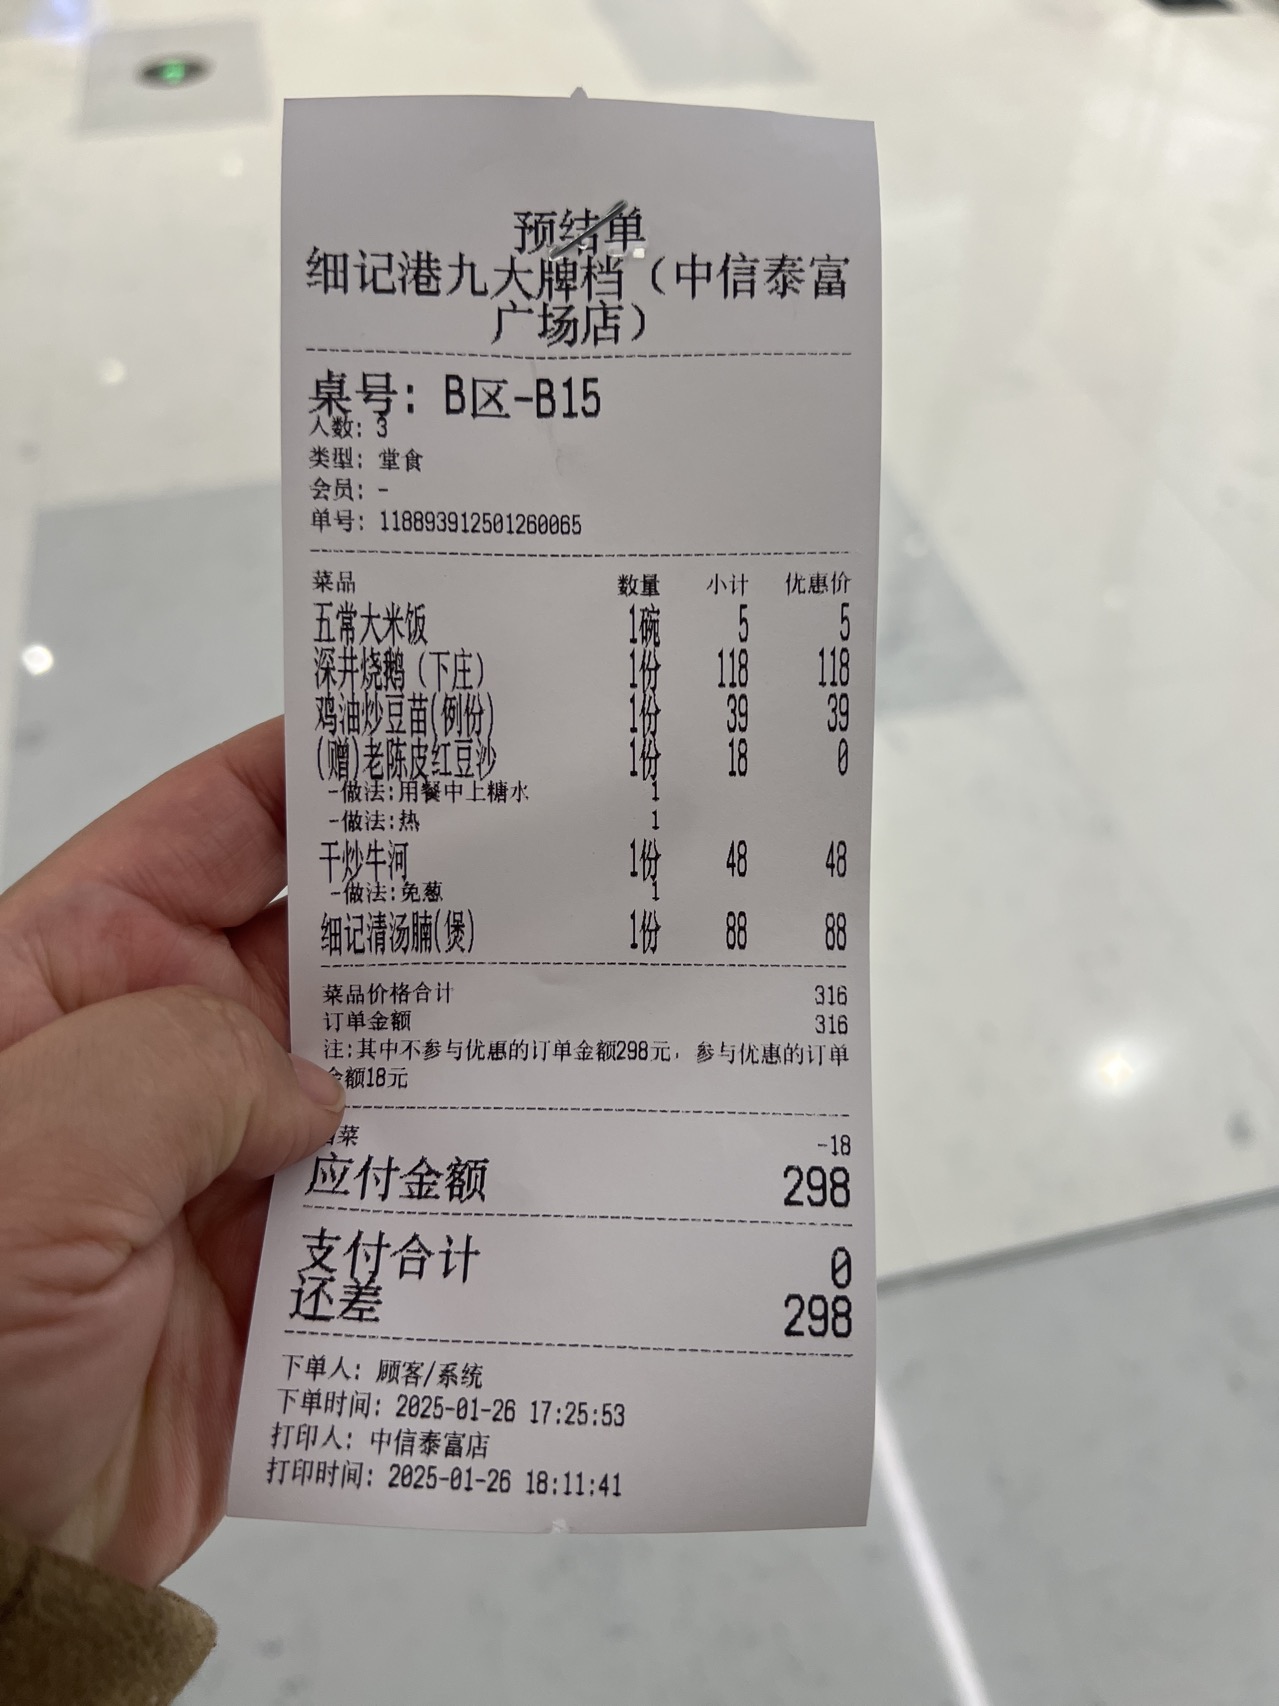 预结单
细记港九大牌档（中信泰富
广场店）
桌号: B区-B15
人数: 3
类型: 堂食
会员: -
单号: 118893912501260065
菜品 数量 小计 优惠价
五常大米饭 1碗 5 5
深井烧鹅（下庄） 1份 118 118
鸡油炒豆苗(例份) 1份 39 39
(赠)老陈皮红豆沙 1份 18 0
-做法:用餐中上糖水 1
-做法:热 1
干炒牛河 1份 48 48
-做法:免葱 1
细记清汤腩(煲) 1份 88 88
菜品价格合计 316
订单金额 316
注:其中不参与优惠的订单金额298元，参与优惠的订单
金额18元
菜 -18
应付金额 298
支付合计 0
还差 298
下单人: 顾客/系统
下单时间: 2025-01-26 17:25:53
打印人: 中信泰富店
打印时间: 2025-01-26 18:11:41